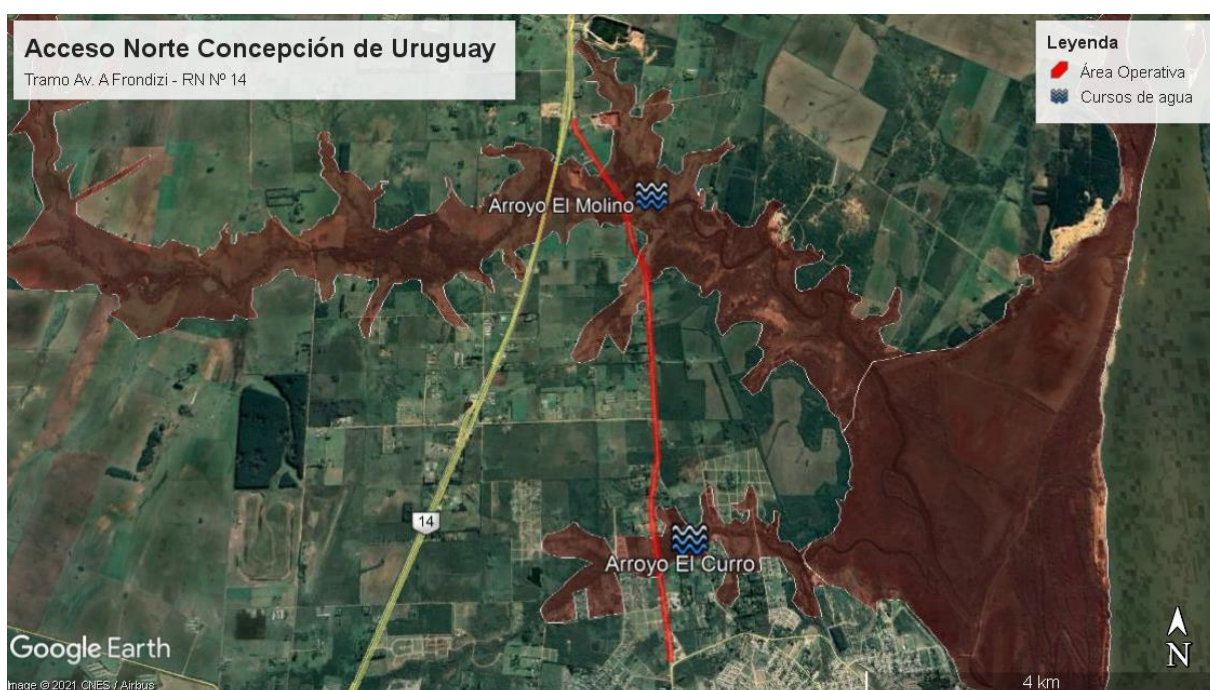 Acceso Norte Concepción de Uruguay
Tramo Av. A Frondizi - RN Nº 14
Leyenda
Área Operativa
Cursos de agua
Arroyo El Molino
14
Arroyo El Curro
Google Earth
Image © 2021 CNES / Airbus
4 km
N